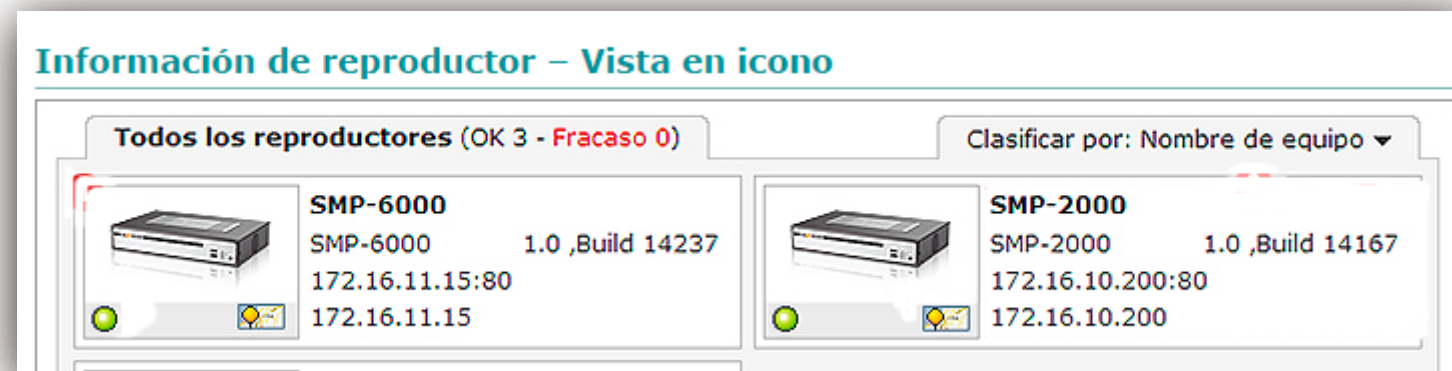 Información de reproductor – Vista en icono
Todos los reproductores (OK 3 - Fracaso 0)
Clasificar por: Nombre de equipo
SMP-6000
SMP-6000 1.0 ,Build 14237
172.16.11.15:80
172.16.11.15
SMP-2000
SMP-2000 1.0 ,Build 14167
172.16.10.200:80
172.16.10.200